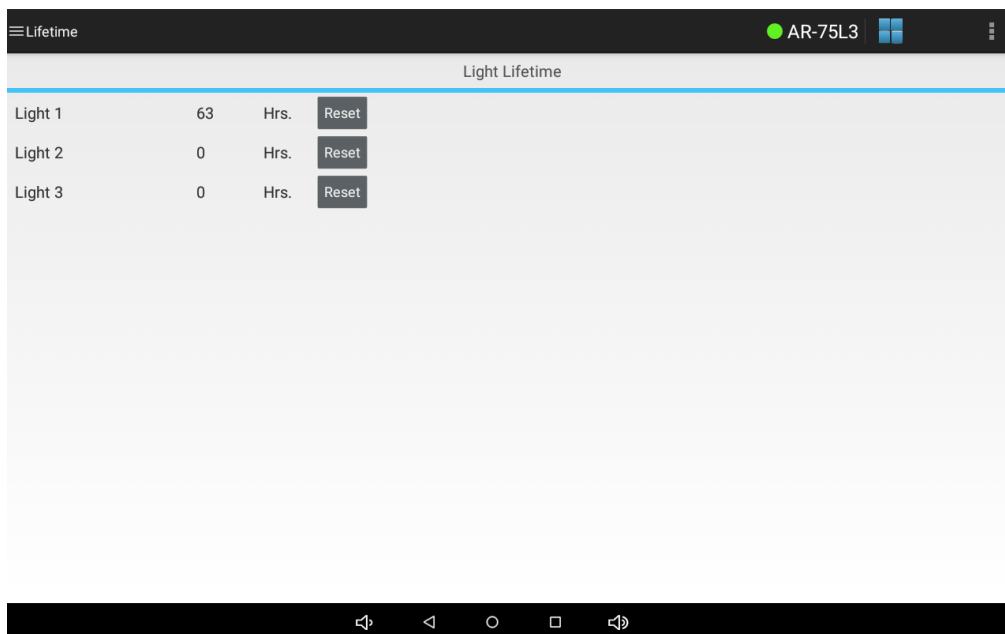 Lifetime AR-75L3
Light Lifetime
Light 1 63 Hrs. Reset
Light 2 0 Hrs. Reset
Light 3 0 Hrs. Reset